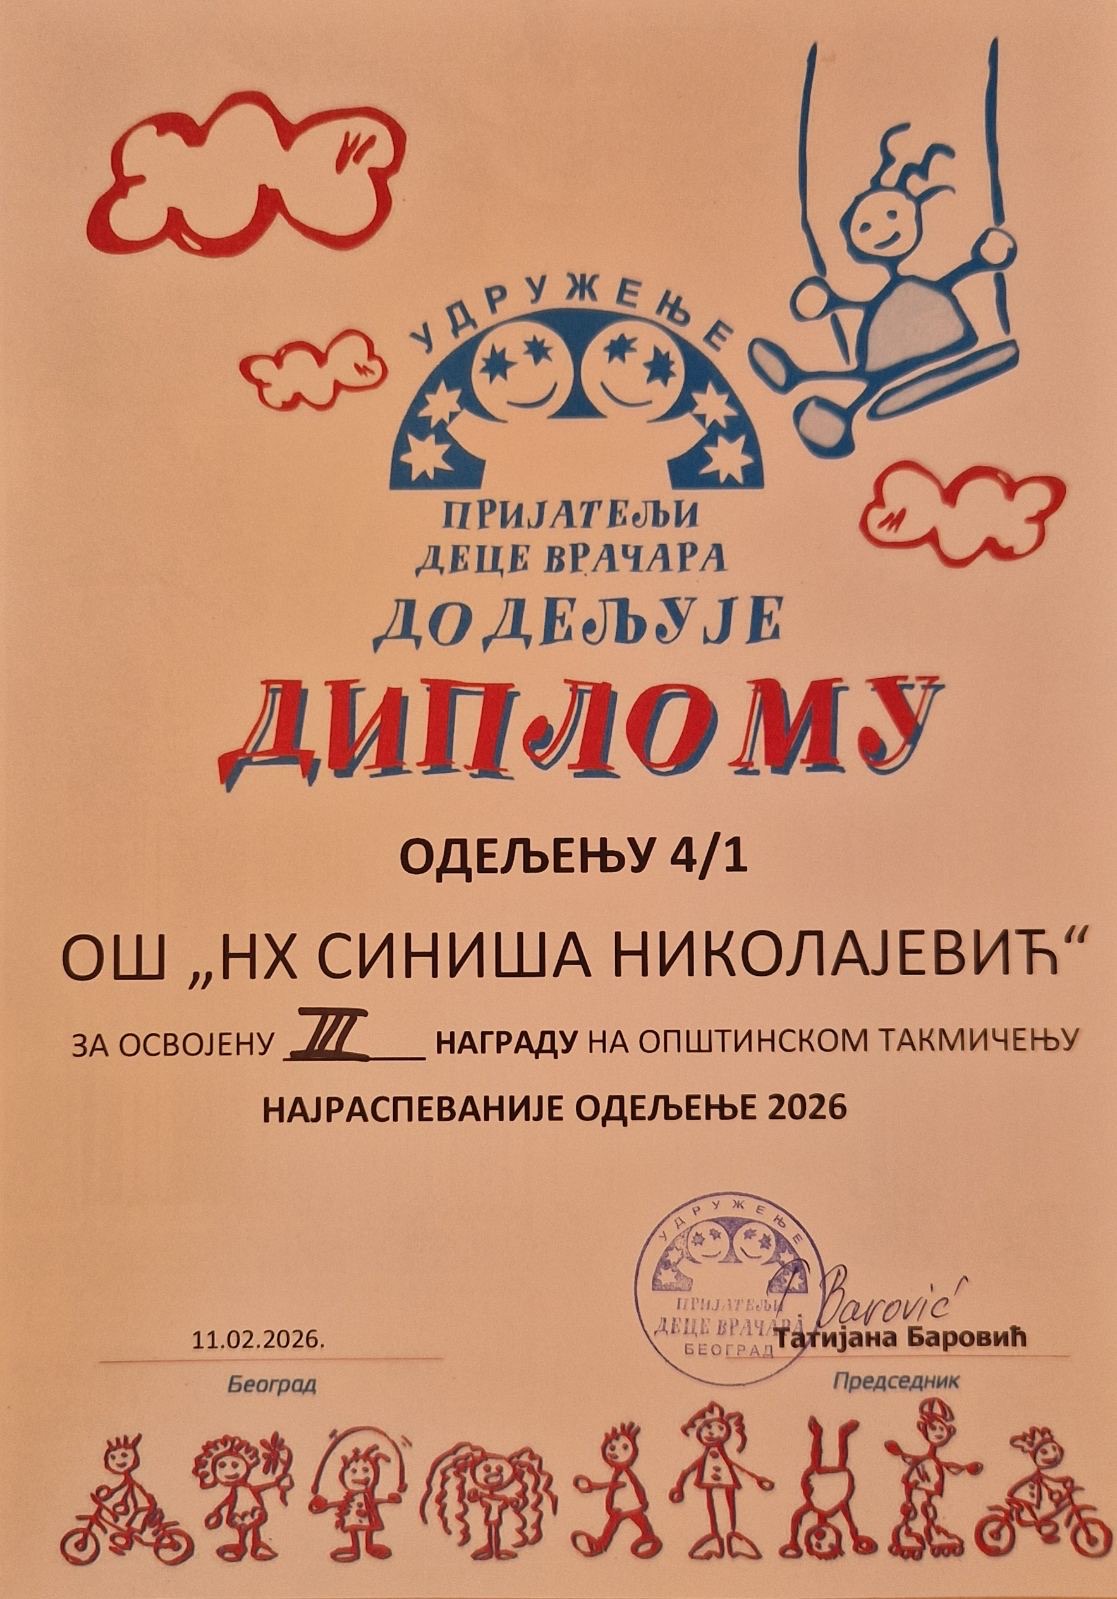 УДРУЖЕЊЕ
ПРИЈАТЕЉИ
ДЕЦЕ ВРАЧАРА
ДОДЕЉУЈЕ
ДИПЛОМУ
ОДЕЉЕЊУ 4/1
ОШ „НХ СИНИША НИКОЛАЈЕВИЋ“
ЗА ОСВОЈЕНУ III НАГРАДУ НА ОПШТИНСКОМ ТАКМИЧЕЊУ
НАЈРАСПЕВАНИЈЕ ОДЕЉЕЊЕ 2026
УДРУЖЕЊЕ
ПРИЈАТЕЉИ
ДЕЦЕ ВРАЧАРА
БЕОГРАД
T Barović
11.02.2026.
Татијана Баровић
Београд
Председник